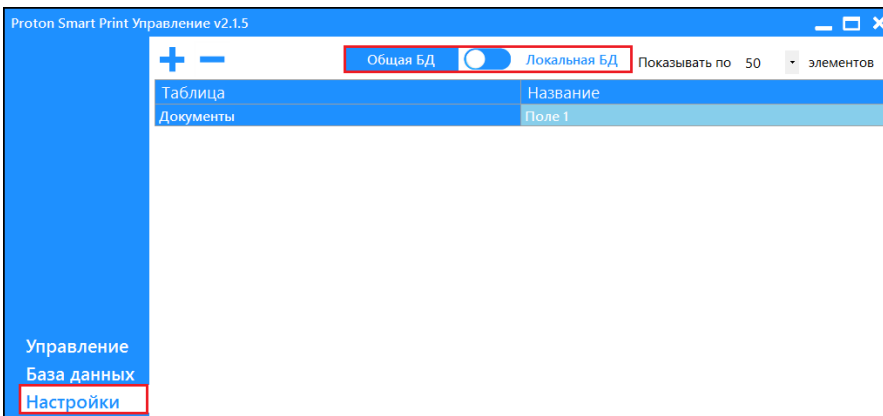 Proton Smart Print Управление v2.1.5
Общая БД Локальная БД Показывать по 50 элементов
Таблица Название
Документы Поле 1
Управление
База данных
Настройки